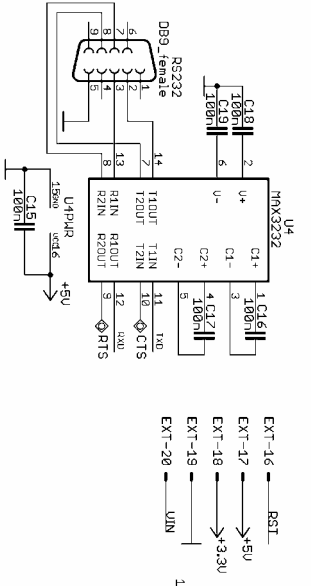 U4
MAX3232
RS232
DB9_female
C18
100n
C19
100n
2
6
V+
V-
C1+
C1-
C2+
C2-
1
3
4
5
C16
100n
C17
100n
9
8
7
6
5
4
3
2
1
14
7
13
8
T1OUT
T2OUT
R1IN
R2IN
T1IN
T2IN
R1OUT
R2OUT
11
10
12
9
TXD
CTS
RXD
RTS
U4PWR
15GND
VCC16
C15
100n
+5V
EXT-16
EXT-17
EXT-18
EXT-19
EXT-20
RST
+5V
+3.3V
VIN
1